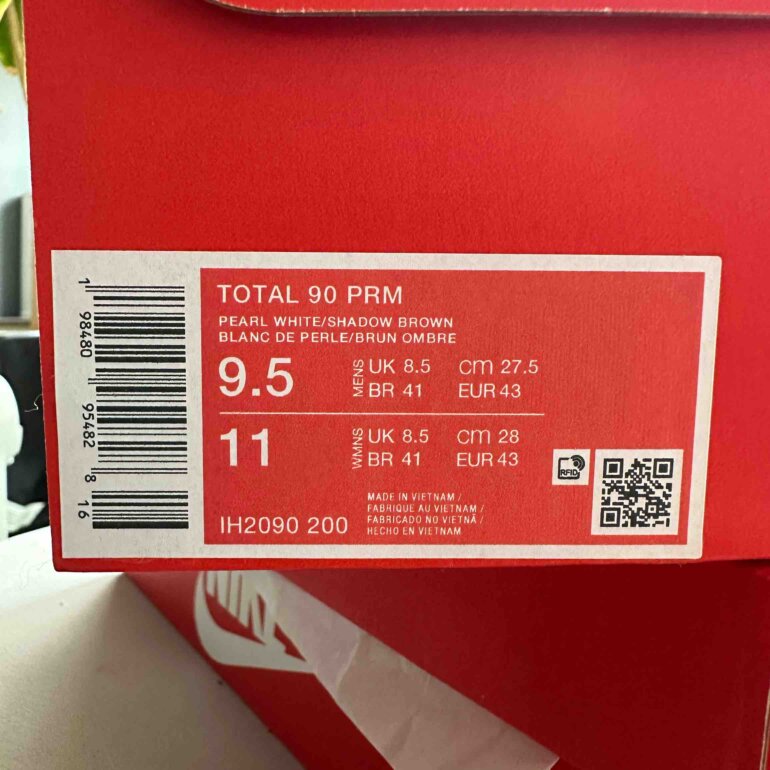 TOTAL 90 PRM
PEARL WHITE/SHADOW BROWN
BLANC DE PERLE/BRUN OMBRE
9.5 MENS UK 8.5 cm 27.5
BR 41 EUR 43
11 WMNS UK 8.5 cm 28
BR 41 EUR 43
IH2090 200
MADE IN VIETNAM /
FABRIQUE AU VIETNAM /
FABRICADO NO VIETNÃ /
HECHO EN VIETNAM
RFID
1 98480 95482 8 16
NIKE